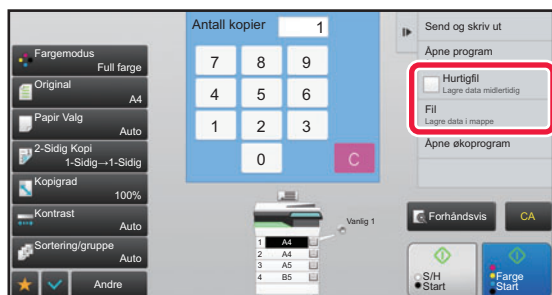 Antall kopier 1
Fargemodus
Full farge
Original
A4
Papir Valg
Auto
2-Sidig Kopi
1-Sidig→1-Sidig
Kopigrad
100%
Kontrast
Auto
Sortering/gruppe
Auto
Andre
7 8 9
4 5 6
1 2 3
0 C
Vanlig 1
1 A4
2 A4
3 A5
4 B5
Send og skriv ut
Åpne program
Hurtigfil
Lagre data midlertidig
Fil
Lagre data i mappe
Åpne økoprogram
Forhåndsvis CA
S/H
Start
Farge
Start